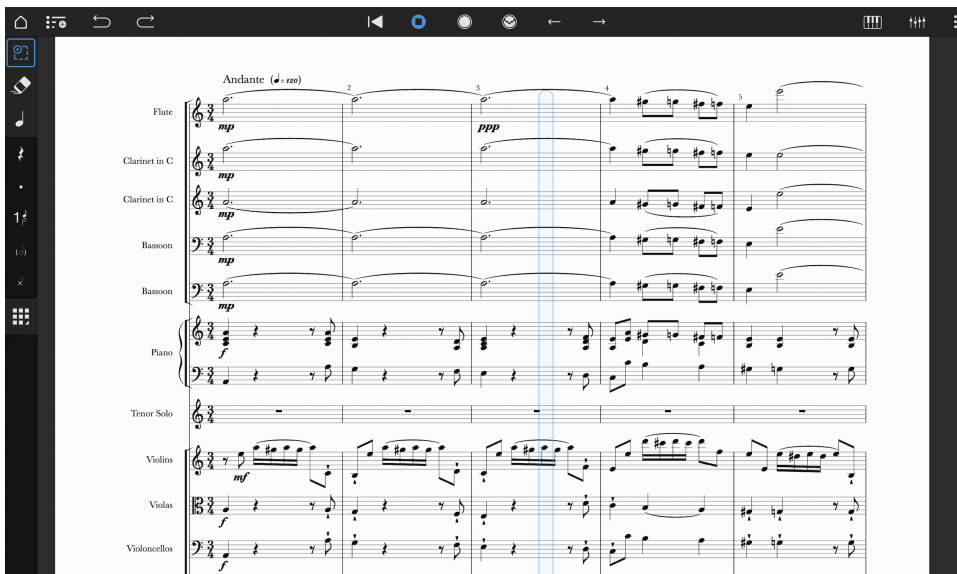 Andante (♩= 120)
2
3
4
5
Flute
mp
ppp
Clarinet in C
mp
Clarinet in C
mp
Bassoon
mp
Bassoon
mp
Piano
f
Tenor Solo
Violins
mf
Violas
f
Violoncellos
f